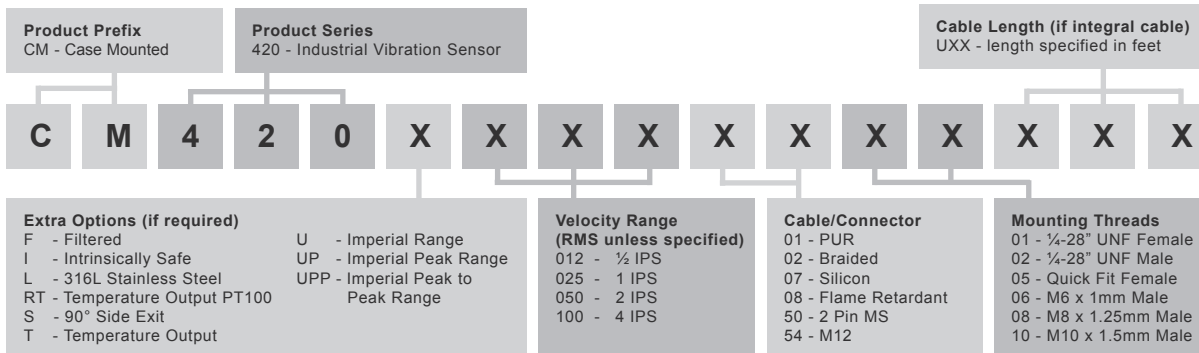 Product Prefix
CM - Case Mounted
Product Series
420 - Industrial Vibration Sensor
Cable Length (if integral cable)
UXX - length specified in feet
C M 4 2 0 X X X X X X X X X X X
Extra Options (if required)
F - Filtered
I - Intrinsically Safe
L - 316L Stainless Steel
RT - Temperature Output PT100
S - 90° Side Exit
T - Temperature Output
U - Imperial Range
UP - Imperial Peak Range
UPP - Imperial Peak to
Peak Range
Velocity Range
(RMS unless specified)
012 - ½ IPS
025 - 1 IPS
050 - 2 IPS
100 - 4 IPS
Cable/Connector
01 - PUR
02 - Braided
07 - Silicon
08 - Flame Retardant
50 - 2 Pin MS
54 - M12
Mounting Threads
01 - ¼-28” UNF Female
02 - ¼-28” UNF Male
05 - Quick Fit Female
06 - M6 x 1mm Male
08 - M8 x 1.25mm Male
10 - M10 x 1.5mm Male